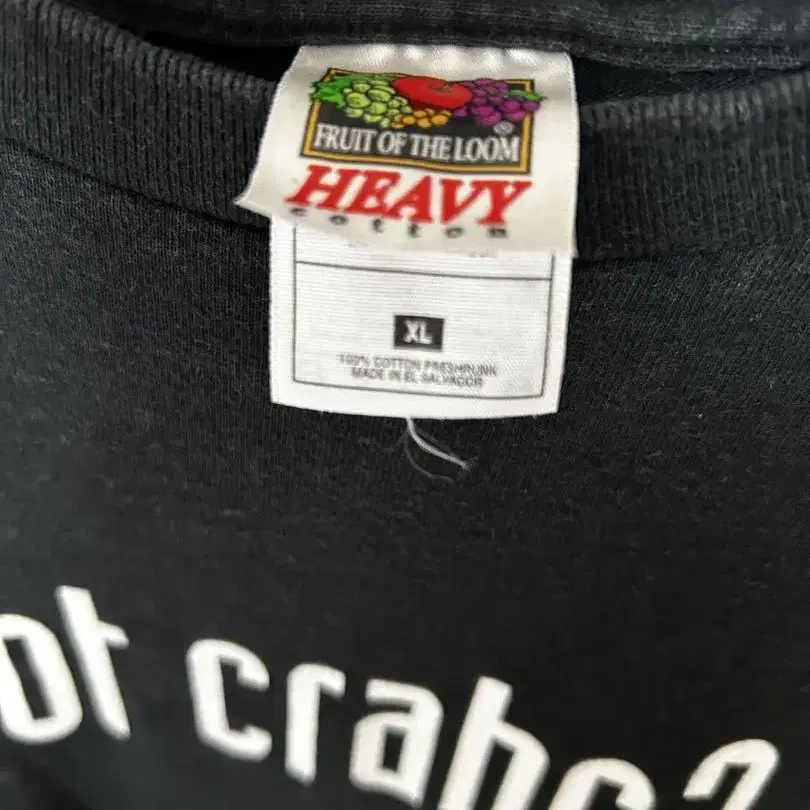 FRUIT OF THE LOOM®
HEAVY
cotton
XL
100% COTTON PRESHRUNK
MADE IN EL SALVADOR
ot crabs?